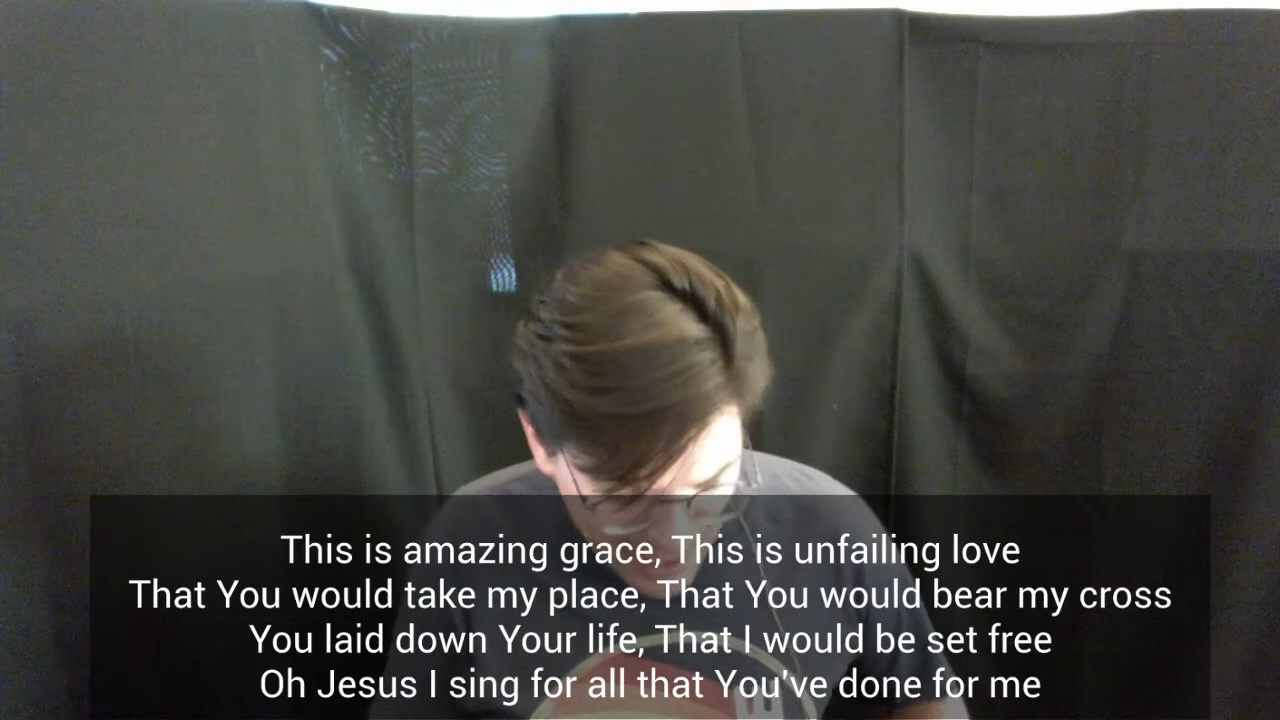 This is amazing grace, This is unfailing love
That You would take my place, That You would bear my cross
You laid down Your life, That I would be set free
Oh Jesus I sing for all that You've done for me